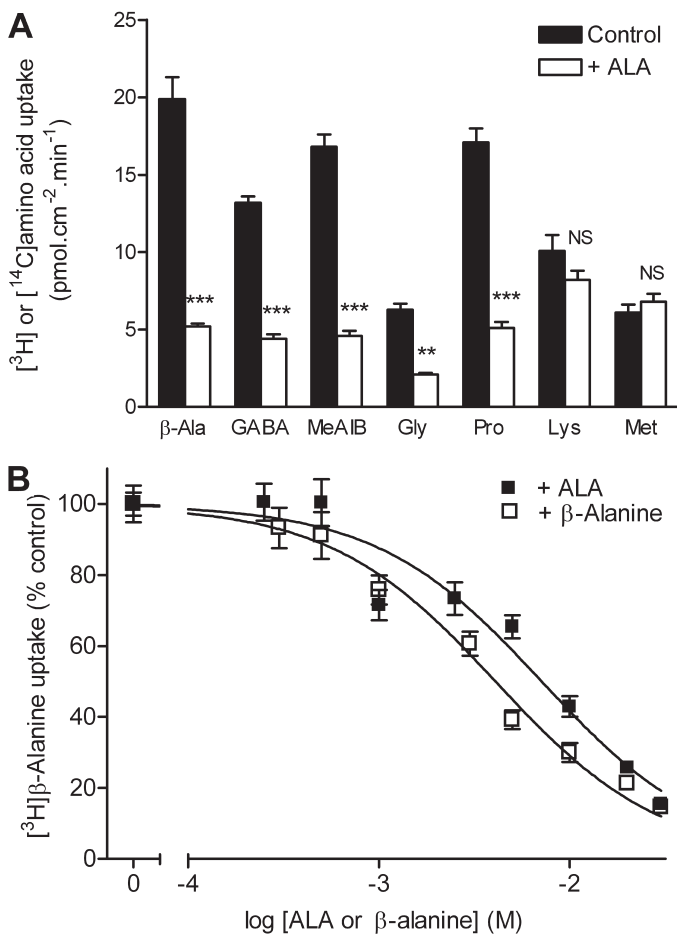 A
[³H] or [¹⁴C]amino acid uptake
(pmol.cm⁻².min⁻¹)
25
20
15
10
5
0
Control
+ ALA
***
***
***
**
***
NS
NS
β-Ala GABA MeAIB Gly Pro Lys Met
B
[³H]β-Alanine uptake (% control)
100
80
60
40
20
0
+ ALA
+ β-Alanine
0 -4 -3 -2
log [ALA or β-alanine] (M)